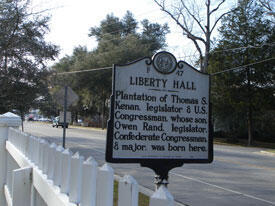 F 47
LIBERTY HALL
Plantation of Thomas S.
Kenan, legislator & U.S.
Congressman, whose son,
Owen Rand, legislator,
Confederate Congressman,
& major, was born here.